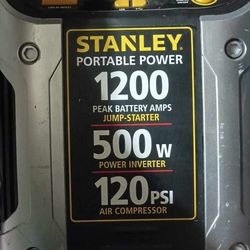 STANLEY®
PORTABLE POWER
1200
PEAK BATTERY AMPS
JUMP-STARTER
500 W
POWER INVERTER
120 PSI
AIR COMPRESSOR